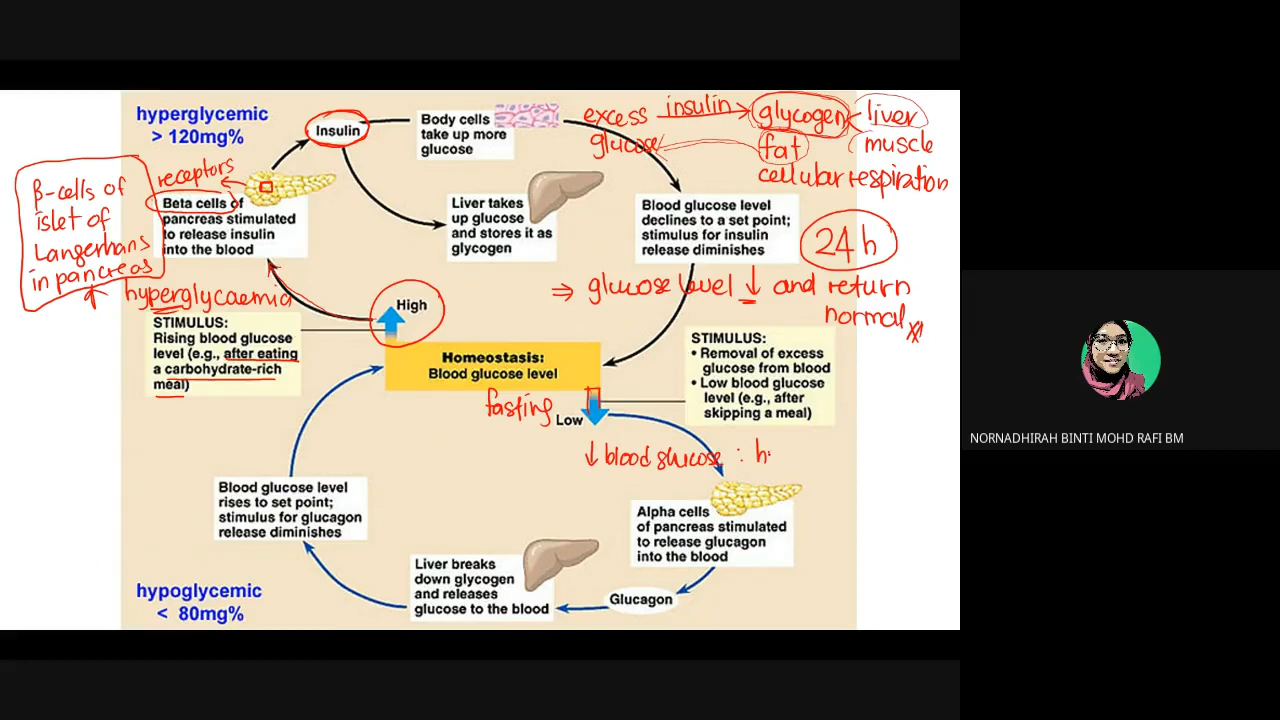 hyperglycemic
> 120mg%
Insulin
Body cells
take up more
glucose
excess insulin glycogen liver
glucose fat muscle
cellular respiration
receptors
β-cells of
islet of
Langerhans
in pancreas
Beta cells of
pancreas stimulated
to release insulin
into the blood
Liver takes
up glucose
and stores it as
glycogen
Blood glucose level
declines to a set point;
stimulus for insulin
release diminishes
24h
⇒ glucose level ↓ and return
normal
hyperglycaemia
High
STIMULUS:
Rising blood glucose
level (e.g., after eating
a carbohydrate-rich
meal)
Homeostasis:
Blood glucose level
STIMULUS:
• Removal of excess
glucose from blood
• Low blood glucose
level (e.g., after
skipping a meal)
fasting
Low
↓ blood glucose : h
Blood glucose level
rises to set point;
stimulus for glucagon
release diminishes
Alpha cells
of pancreas stimulated
to release glucagon
into the blood
Liver breaks
down glycogen
and releases
glucose to the blood
Glucagon
hypoglycemic
< 80mg%
NORNADHIRAH BINTI MOHD RAFI BM